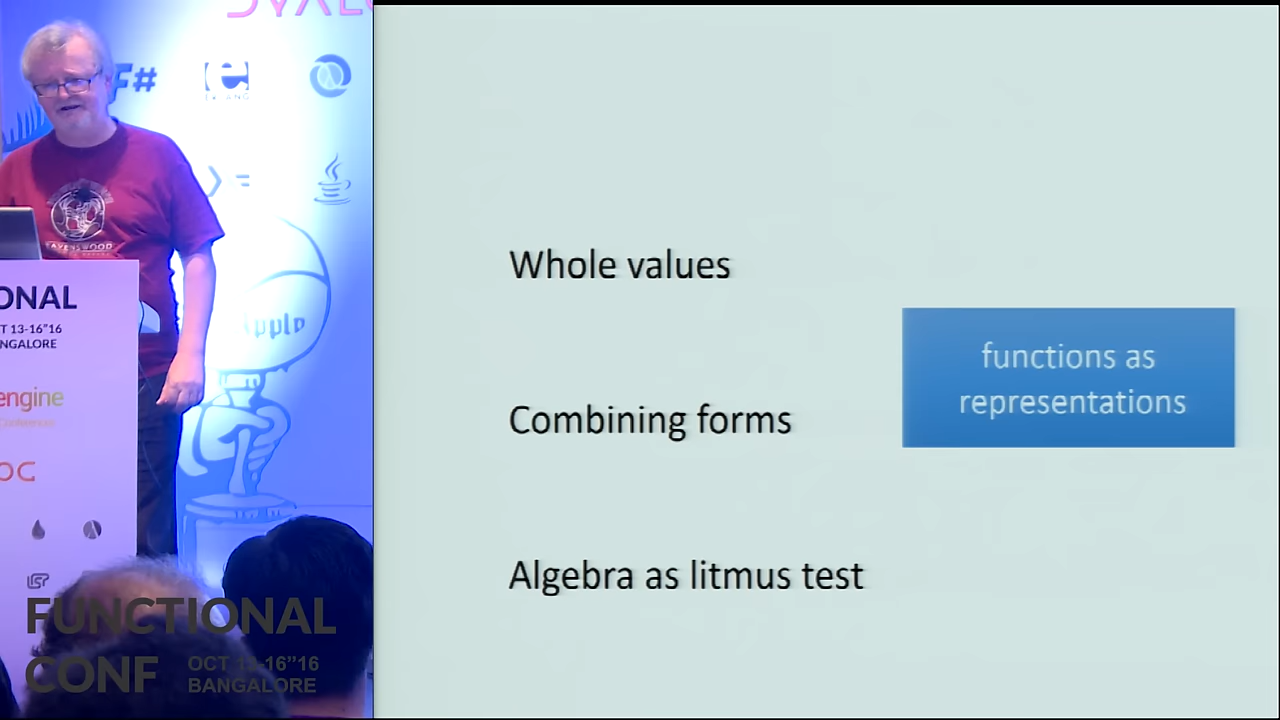 F#
Whole values
Combining forms
Algebra as litmus test
functions as
representations
ONAL
T 13-16”16
NGALORE
engine
OC
FUNCTIONAL
CONF
OCT 13-16”16
BANGALORE